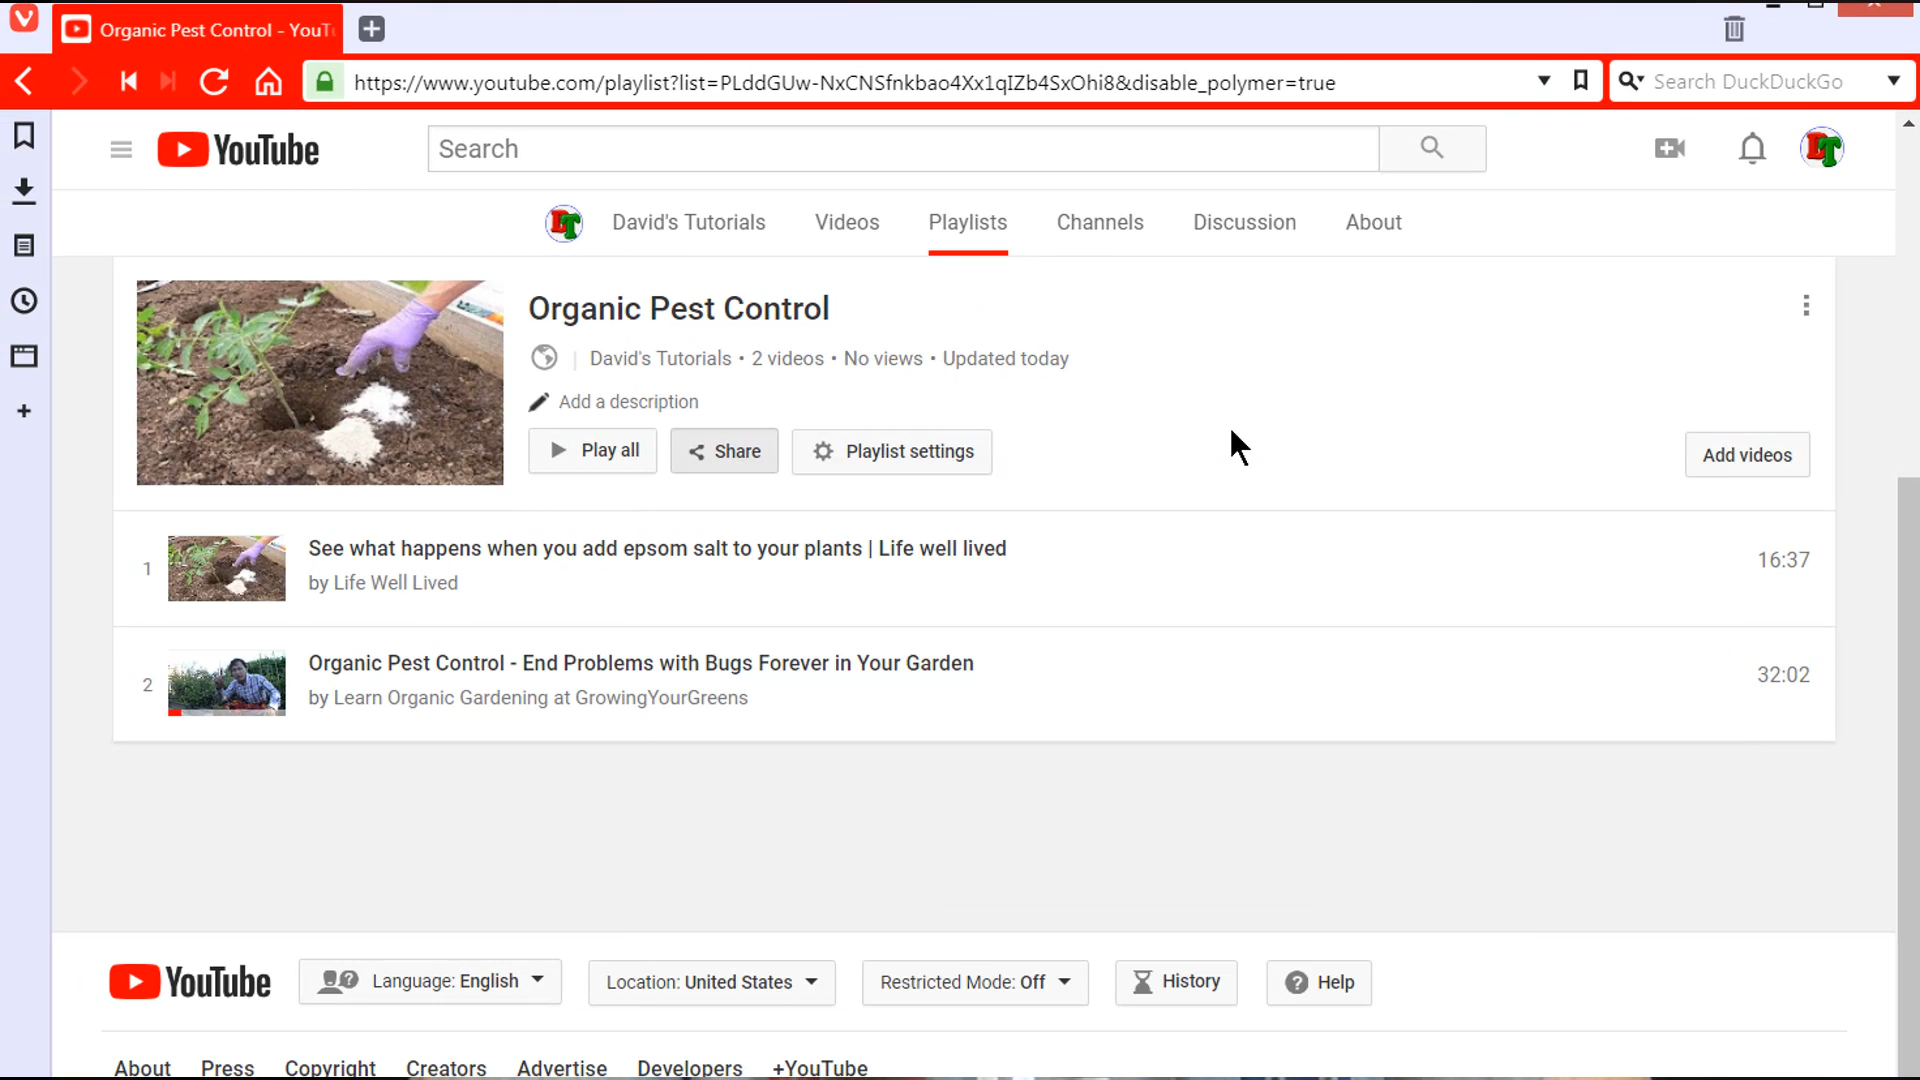 Organic Pest Control - YouT
https://www.youtube.com/playlist?list=PLddGUw-NxCNSfnkbao4Xx1qIZb4SxOhi8&disable_polymer=true
Search DuckDuckGo
YouTube
Search
DT
DT
David's Tutorials
Videos
Playlists
Channels
Discussion
About
Organic Pest Control
David's Tutorials • 2 videos • No views • Updated today
Add a description
Play all
Share
Playlist settings
Add videos
1
See what happens when you add epsom salt to your plants | Life well lived
by Life Well Lived
16:37
2
Organic Pest Control - End Problems with Bugs Forever in Your Garden
by Learn Organic Gardening at GrowingYourGreens
32:02
YouTube
Language: English
Location: United States
Restricted Mode: Off
History
Help
About
Press
Copyright
Creators
Advertise
Developers
+YouTube